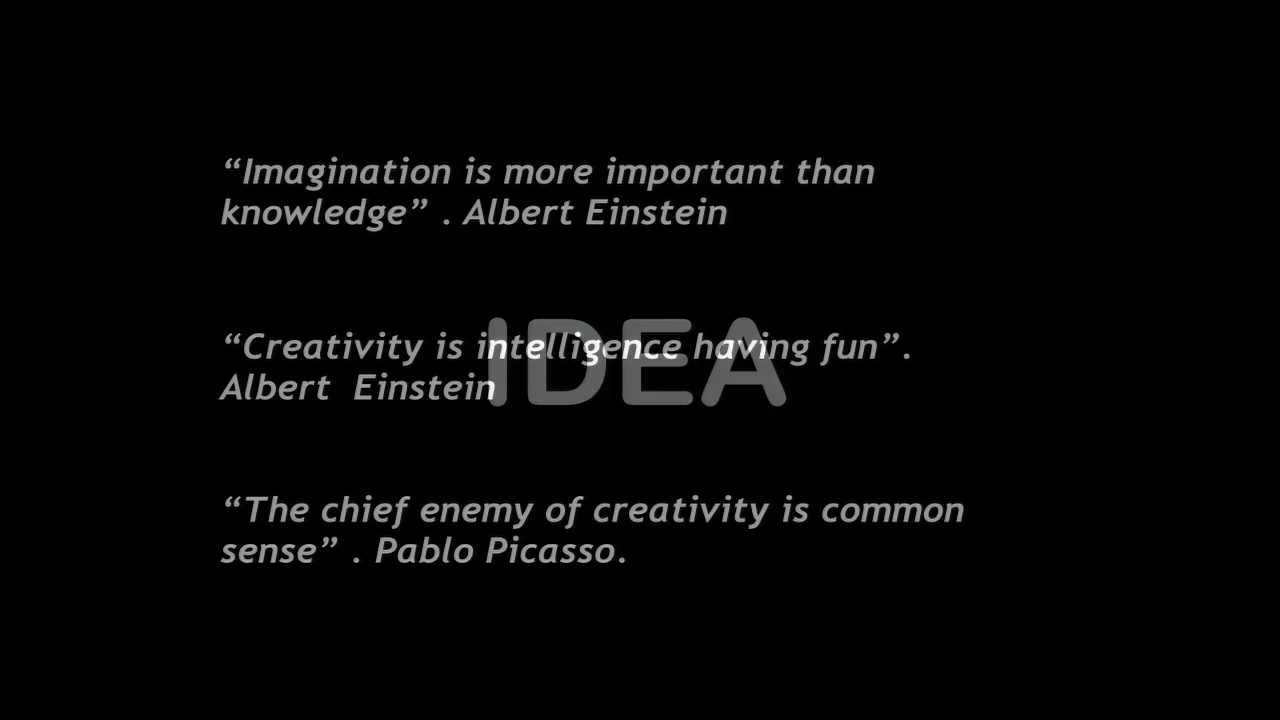 “Imagination is more important than
knowledge” . Albert Einstein
“Creativity is intelligence having fun”.
Albert  Einstein
IDEA
“The chief enemy of creativity is common
sense” . Pablo Picasso.